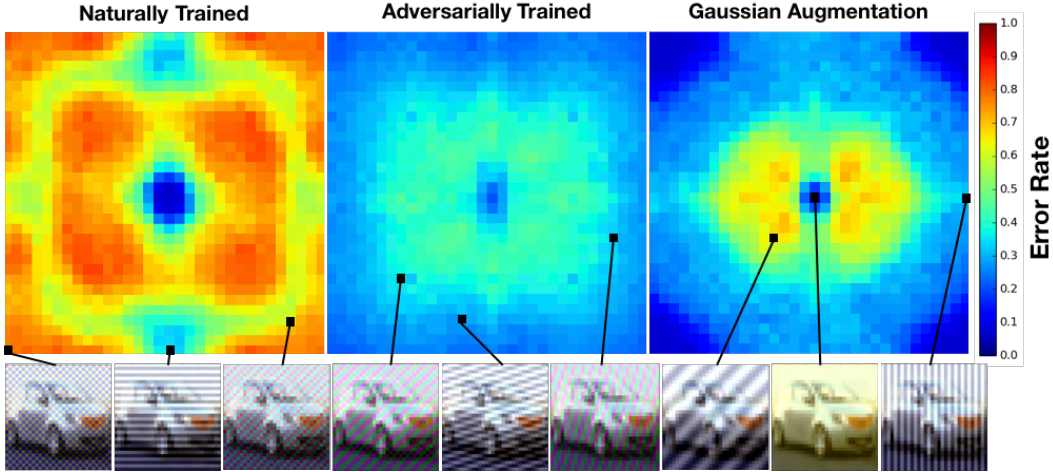 Naturally Trained
Adversarially Trained
Gaussian Augmentation
1.0
0.9
0.8
0.7
0.6
0.5
0.4
0.3
0.2
0.1
0.0
Error Rate